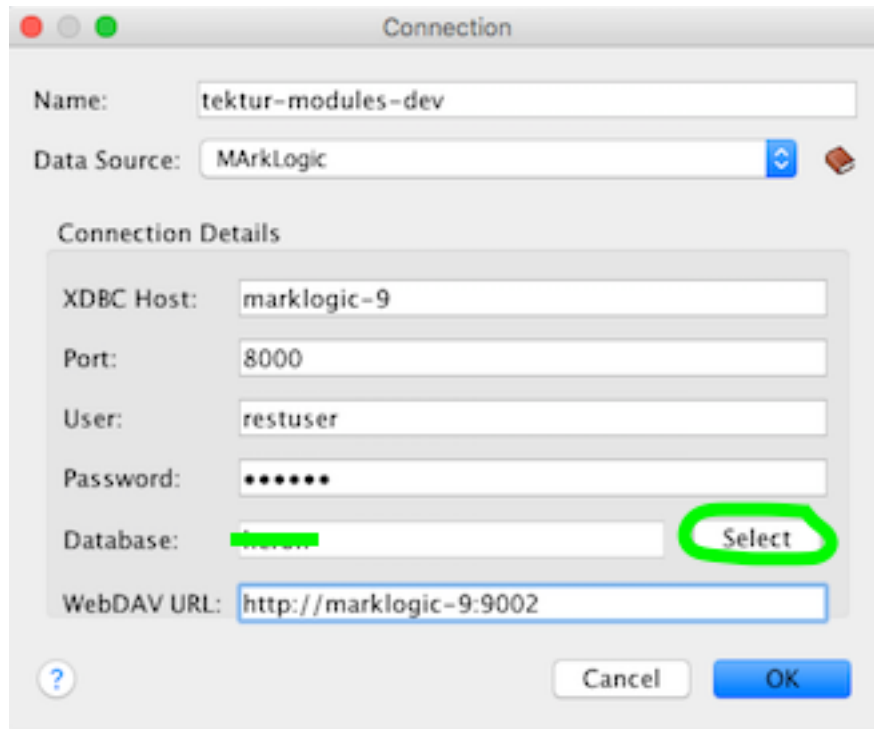 Connection
Name: tektur-modules-dev
Data Source: MArkLogic
Connection Details
XDBC Host: marklogic-9
Port: 8000
User: restuser
Password: ••••••
Database: Select
WebDAV URL: http://marklogic-9:9002
? Cancel OK